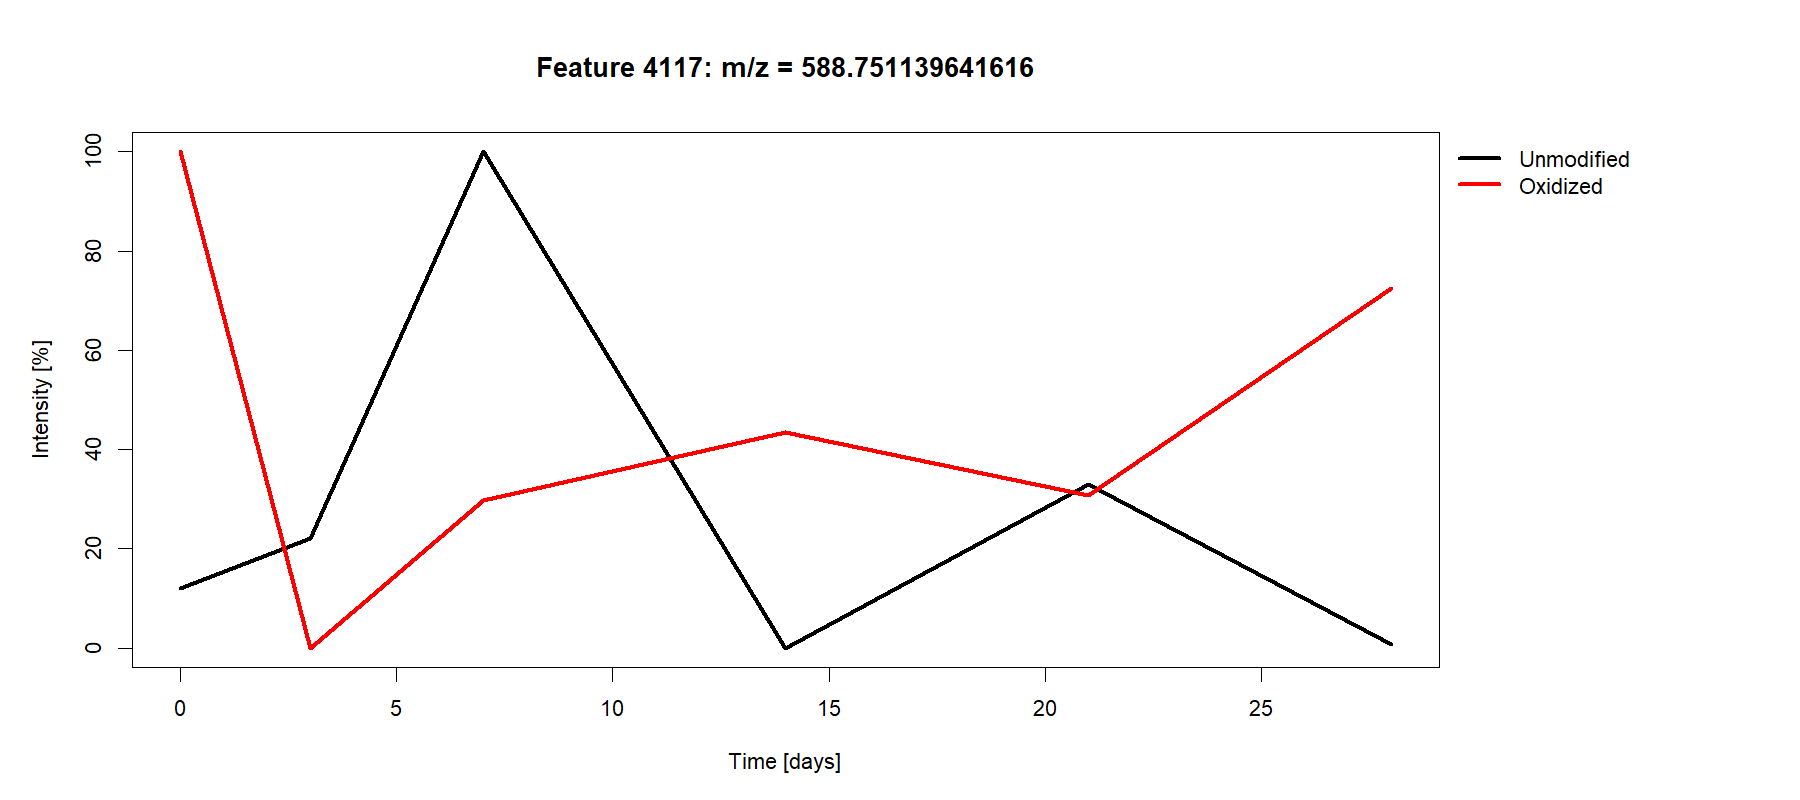 Feature 4117: m/z = 588.751139641616
Unmodified
Oxidized
Intensity [%]
100
80
60
40
20
0
0 5 10 15 20 25
Time [days]